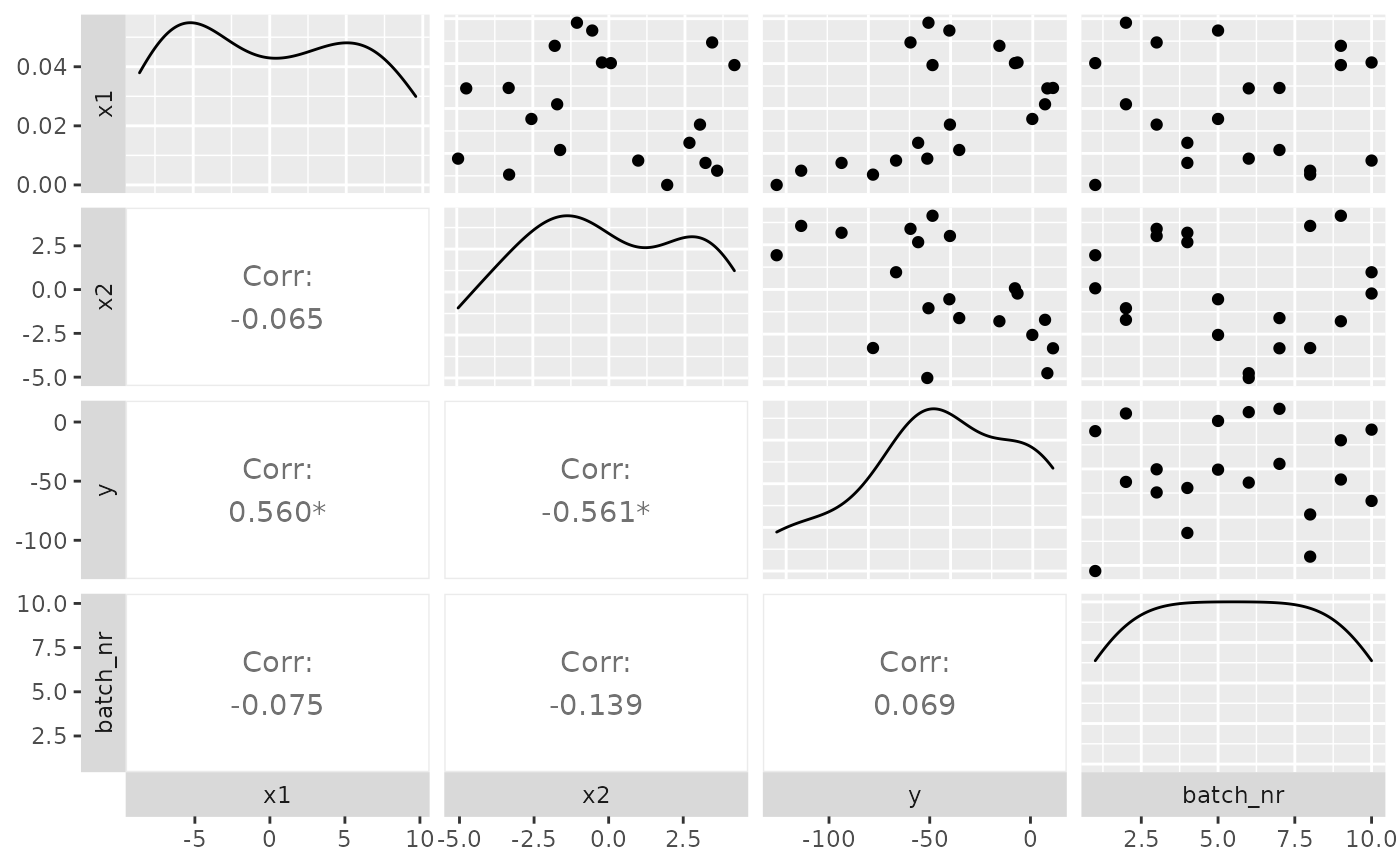 0.04
0.02
0.00
x1
2.5
0.0
-2.5
-5.0
x2
Corr:
-0.065
0
-50
-100
y
Corr:
0.560*
Corr:
-0.561*
10.0
7.5
5.0
2.5
batch_nr
Corr:
-0.075
Corr:
-0.139
Corr:
0.069
x1 x2 y batch_nr
-5 0 5 10 -5.0 -2.5 0.0 2.5 -100 -50 0 2.5 5.0 7.5 10.0